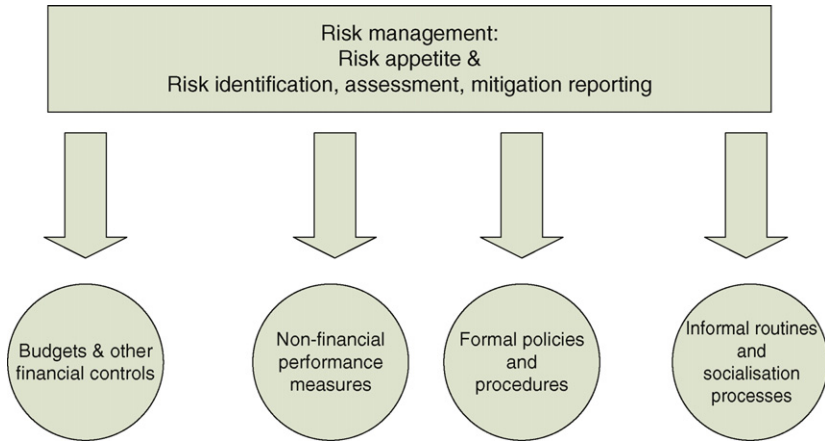 Risk management:
Risk appetite &
Risk identification, assessment, mitigation reporting
Budgets & other
financial controls
Non-financial
performance
measures
Formal policies
and
procedures
Informal routines
and
socialisation
processes